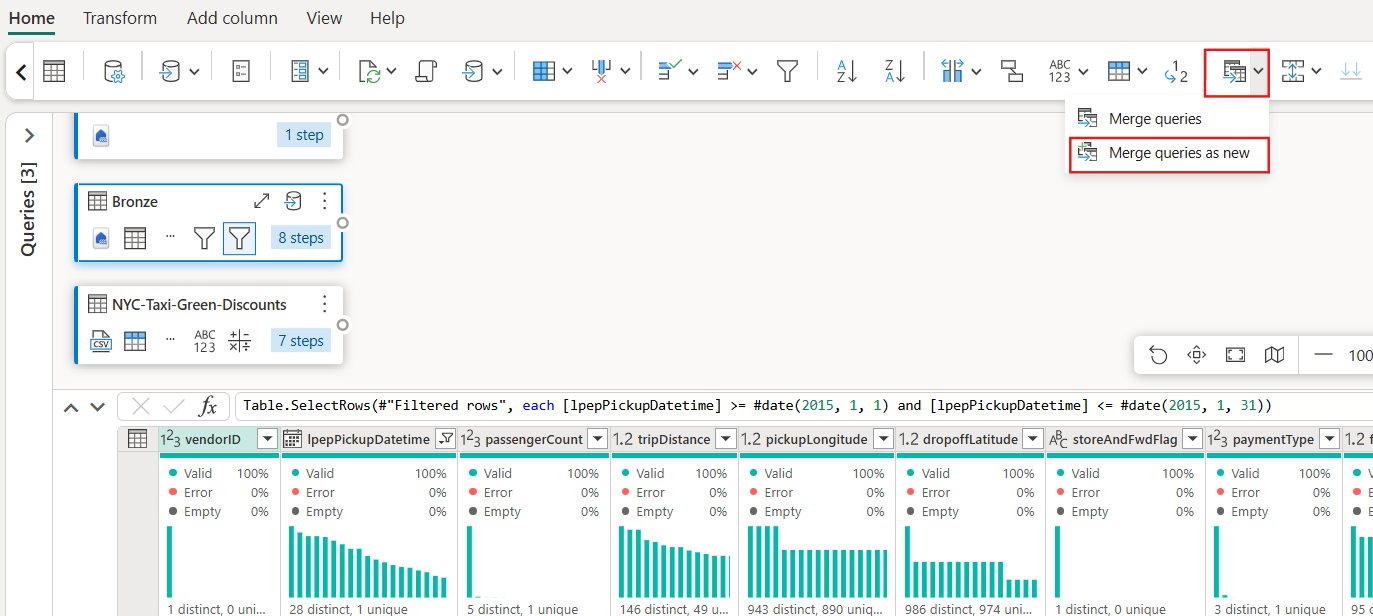 Home Transform Add column View Help
ABC
123
1
2
A
Z
Z
A
Merge queries
Merge queries as new
Queries [3]
1 step
Bronze
8 steps
NYC-Taxi-Green-Discounts
CSV
ABC
123
7 steps
100
fx Table.SelectRows(#"Filtered rows", each [lpepPickupDatetime] >= #date(2015, 1, 1) and [lpepPickupDatetime] <= #date(2015, 1, 31))
123 vendorID lpepPickupDatetime 123 passengerCount 1.2 tripDistance 1.2 pickupLongitude 1.2 dropoffLatitude ABC storeAndFwdFlag 123 paymentType 1.2 f
Valid 100% Valid 100% Valid 100% Valid 100% Valid 100% Valid 100% Valid 100% Valid 100% Valid
Error 0% Error 0% Error 0% Error 0% Error 0% Error 0% Error 0% Error 0%
Empty 0% Empty 0% Empty 0% Empty 0% Empty 0% Empty 0% Empty 0% Empty 0%
1 distinct, 0 uni... 28 distinct, 1 unique 5 distinct, 1 unique 146 distinct, 49 u... 943 distinct, 890 uniq... 986 distinct, 974 uni... 1 distinct, 0 unique 3 distinct, 1 unique 95